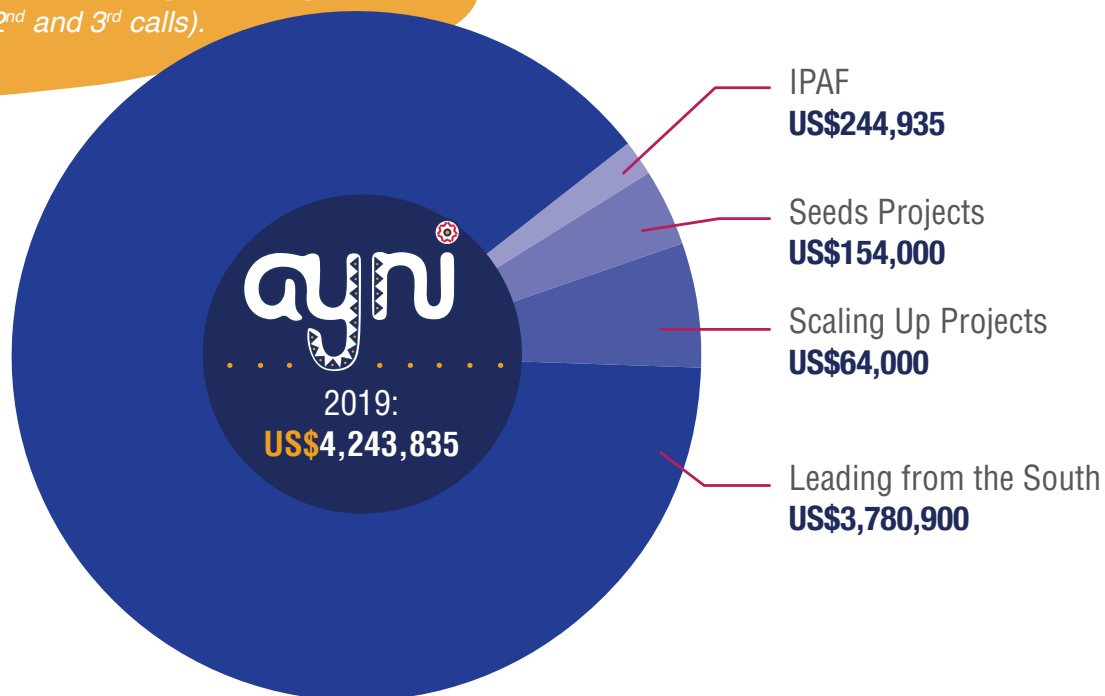 2nd and 3rd calls).
IPAF
US$244,935
Seeds Projects
US$154,000
Scaling Up Projects
US$64,000
Leading from the South
US$3,780,900
ayni
2019:
US$4,243,835